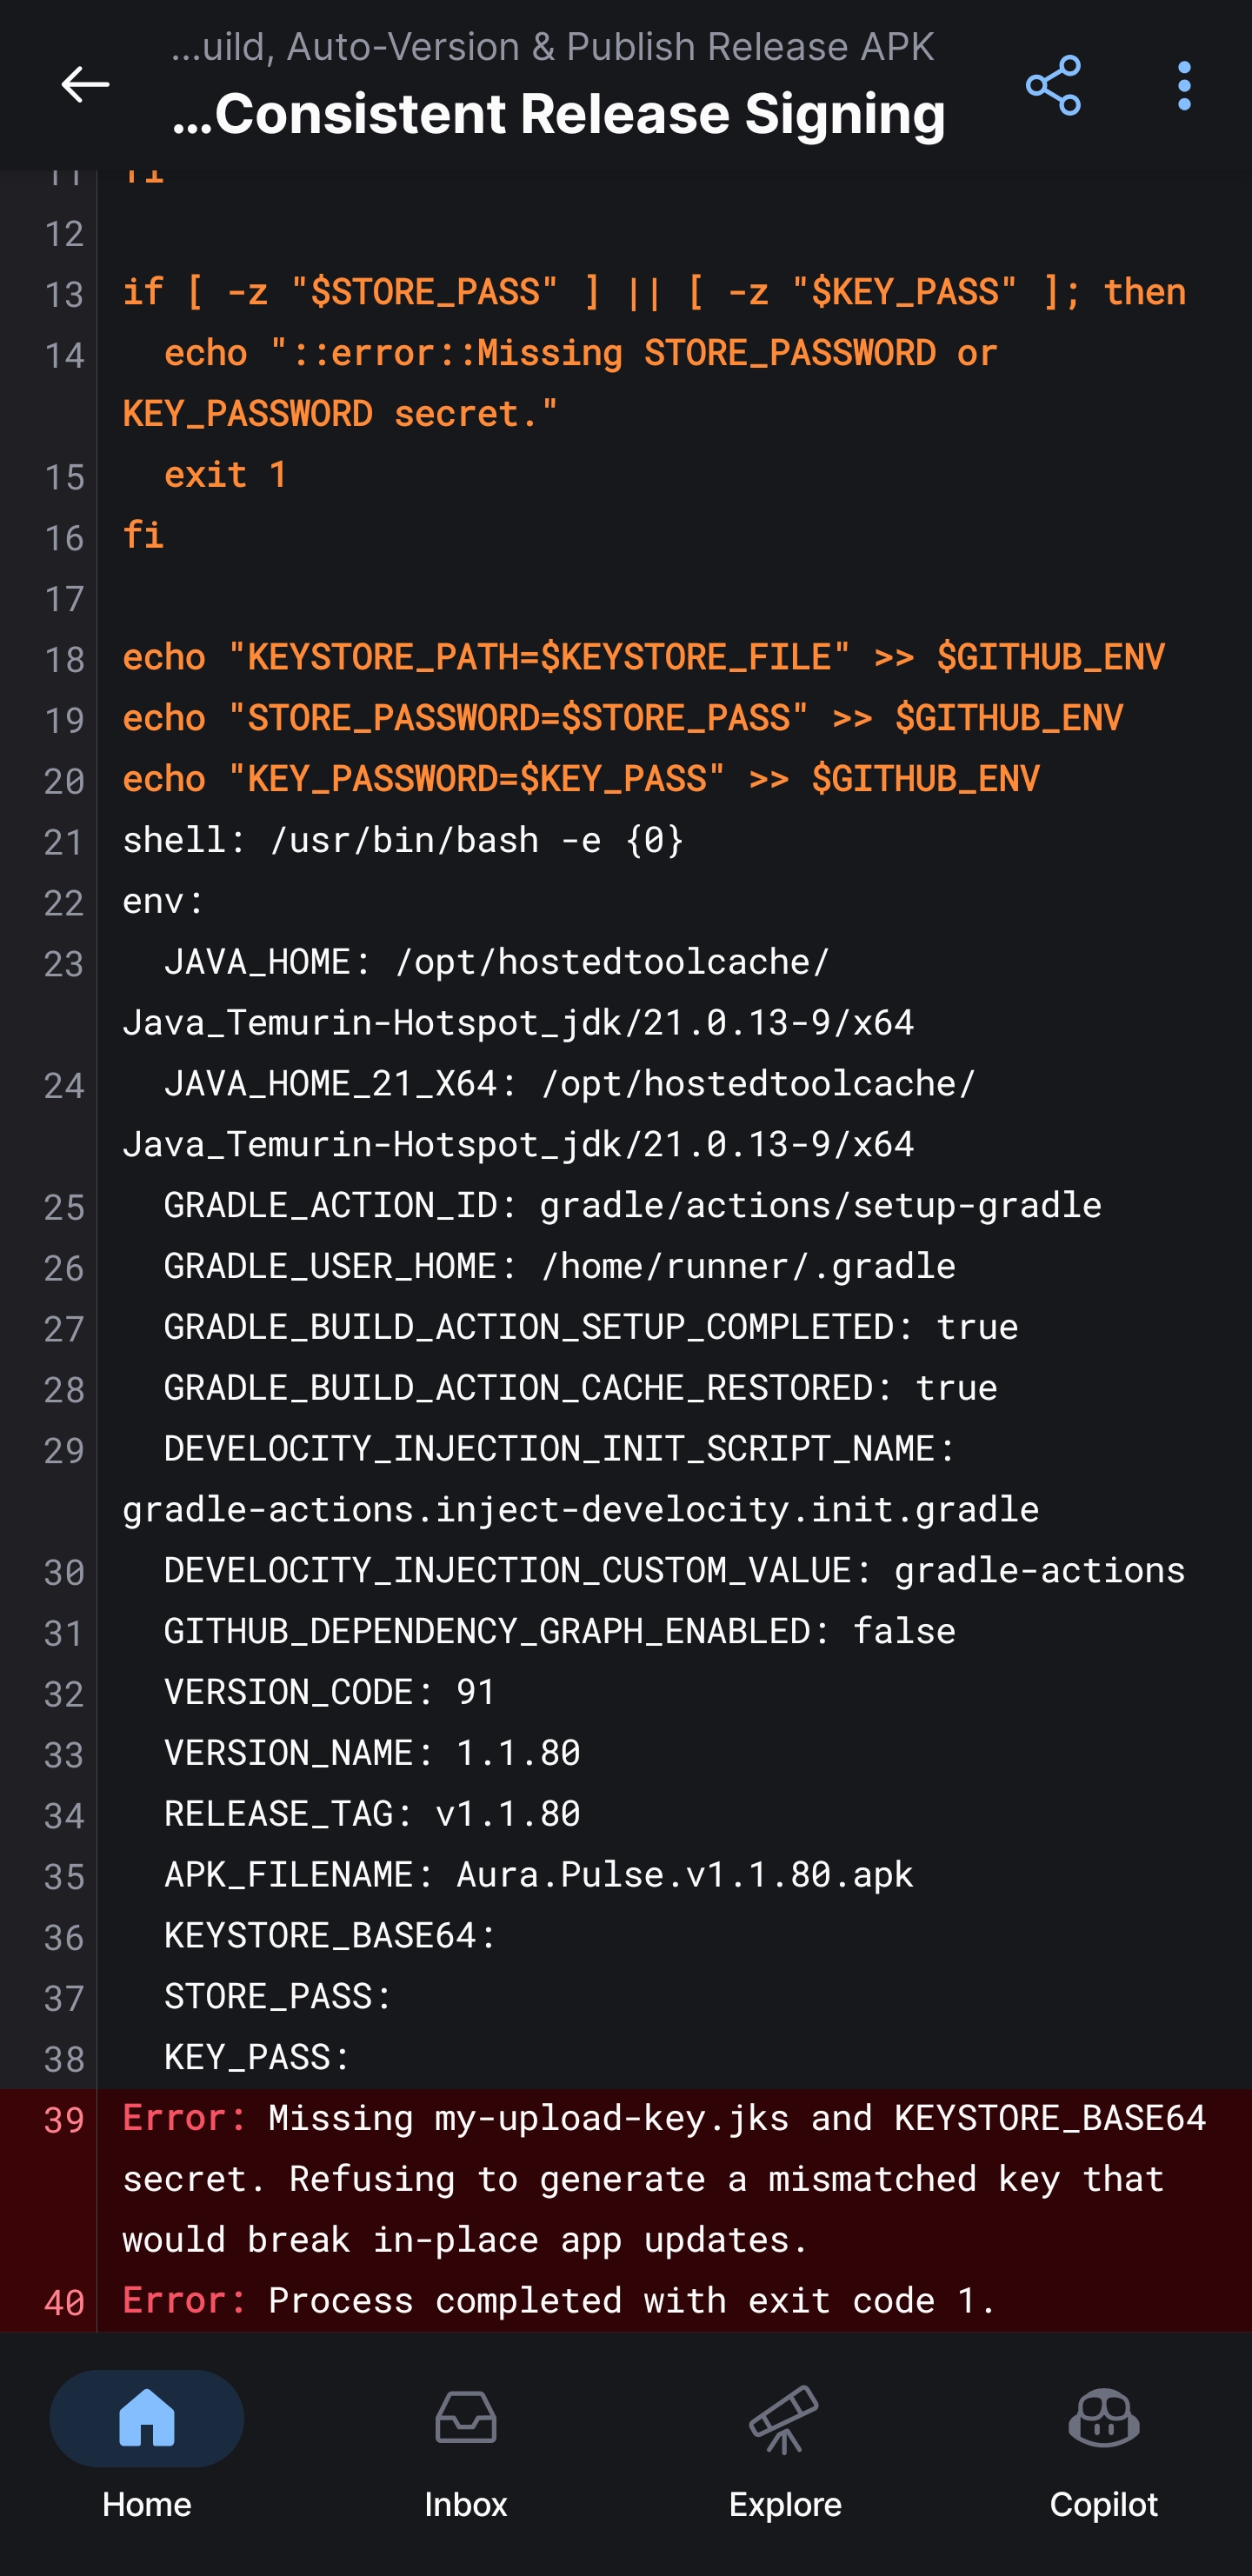 ...uild, Auto-Version & Publish Release APK
...Consistent Release Signing
11 fi
12
13 if [ -z "$STORE_PASS" ] || [ -z "$KEY_PASS" ]; then
14   echo "::error::Missing STORE_PASSWORD or
KEY_PASSWORD secret."
15   exit 1
16 fi
17
18 echo "KEYSTORE_PATH=$KEYSTORE_FILE" >> $GITHUB_ENV
19 echo "STORE_PASSWORD=$STORE_PASS" >> $GITHUB_ENV
20 echo "KEY_PASSWORD=$KEY_PASS" >> $GITHUB_ENV
21 shell: /usr/bin/bash -e {0}
22 env:
23   JAVA_HOME: /opt/hostedtoolcache/
Java_Temurin-Hotspot_jdk/21.0.13-9/x64
24   JAVA_HOME_21_X64: /opt/hostedtoolcache/
Java_Temurin-Hotspot_jdk/21.0.13-9/x64
25   GRADLE_ACTION_ID: gradle/actions/setup-gradle
26   GRADLE_USER_HOME: /home/runner/.gradle
27   GRADLE_BUILD_ACTION_SETUP_COMPLETED: true
28   GRADLE_BUILD_ACTION_CACHE_RESTORED: true
29   DEVELOCITY_INJECTION_INIT_SCRIPT_NAME:
gradle-actions.inject-develocity.init.gradle
30   DEVELOCITY_INJECTION_CUSTOM_VALUE: gradle-actions
31   GITHUB_DEPENDENCY_GRAPH_ENABLED: false
32   VERSION_CODE: 91
33   VERSION_NAME: 1.1.80
34   RELEASE_TAG: v1.1.80
35   APK_FILENAME: Aura.Pulse.v1.1.80.apk
36   KEYSTORE_BASE64:
37   STORE_PASS:
38   KEY_PASS:
39 Error: Missing my-upload-key.jks and KEYSTORE_BASE64
secret. Refusing to generate a mismatched key that
would break in-place app updates.
40 Error: Process completed with exit code 1.
Home Inbox Explore Copilot